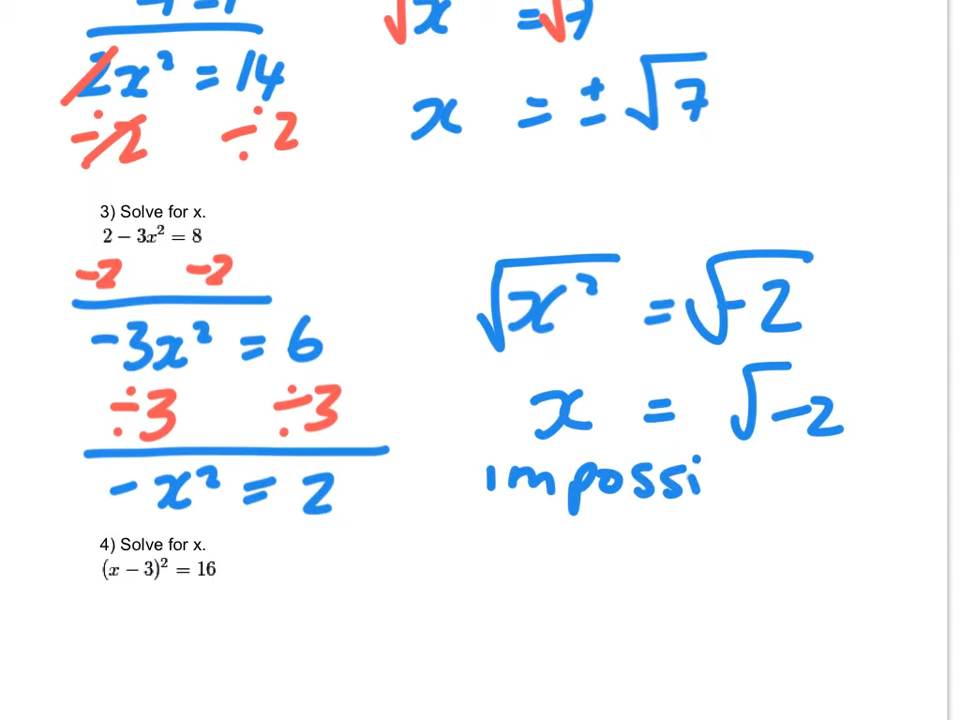 2x² = 14
÷2 ÷2
√x = √7
x = ± √7
3) Solve for x.
2 − 3x² = 8
−2 −2
−3x² = 6
÷3 ÷3
−x² = 2
√x² = √−2
x = √−2
impossi
4) Solve for x.
(x − 3)² = 16